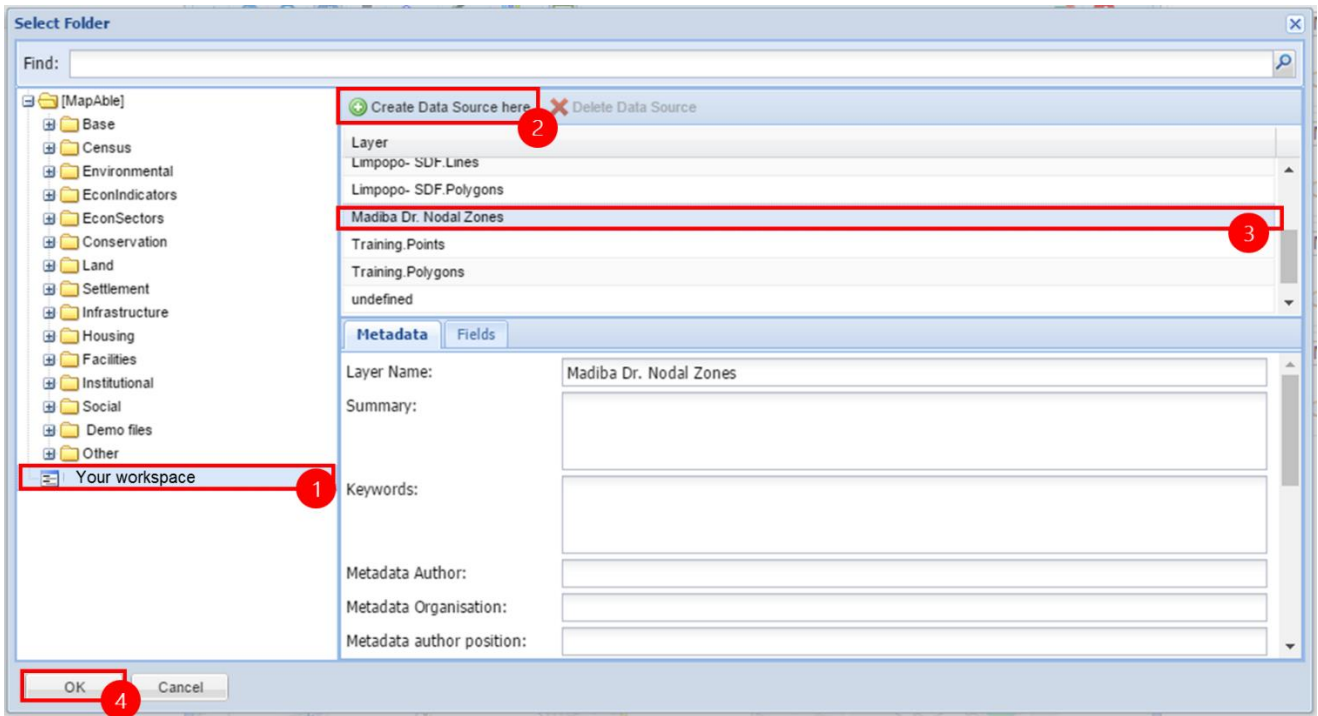 Select Folder
Find:
[MapAble]
Base
Census
Environmental
EconIndicators
EconSectors
Conservation
Land
Settlement
Infrastructure
Housing
Facilities
Institutional
Social
Demo files
Other
Your workspace
1
Create Data Source here
Delete Data Source
2
Layer
Limpopo- SDF.Lines
Limpopo- SDF.Polygons
Madiba Dr. Nodal Zones
3
Training.Points
Training.Polygons
undefined
Metadata
Fields
Layer Name:
Madiba Dr. Nodal Zones
Summary:
Keywords:
Metadata Author:
Metadata Organisation:
Metadata author position:
OK
4
Cancel